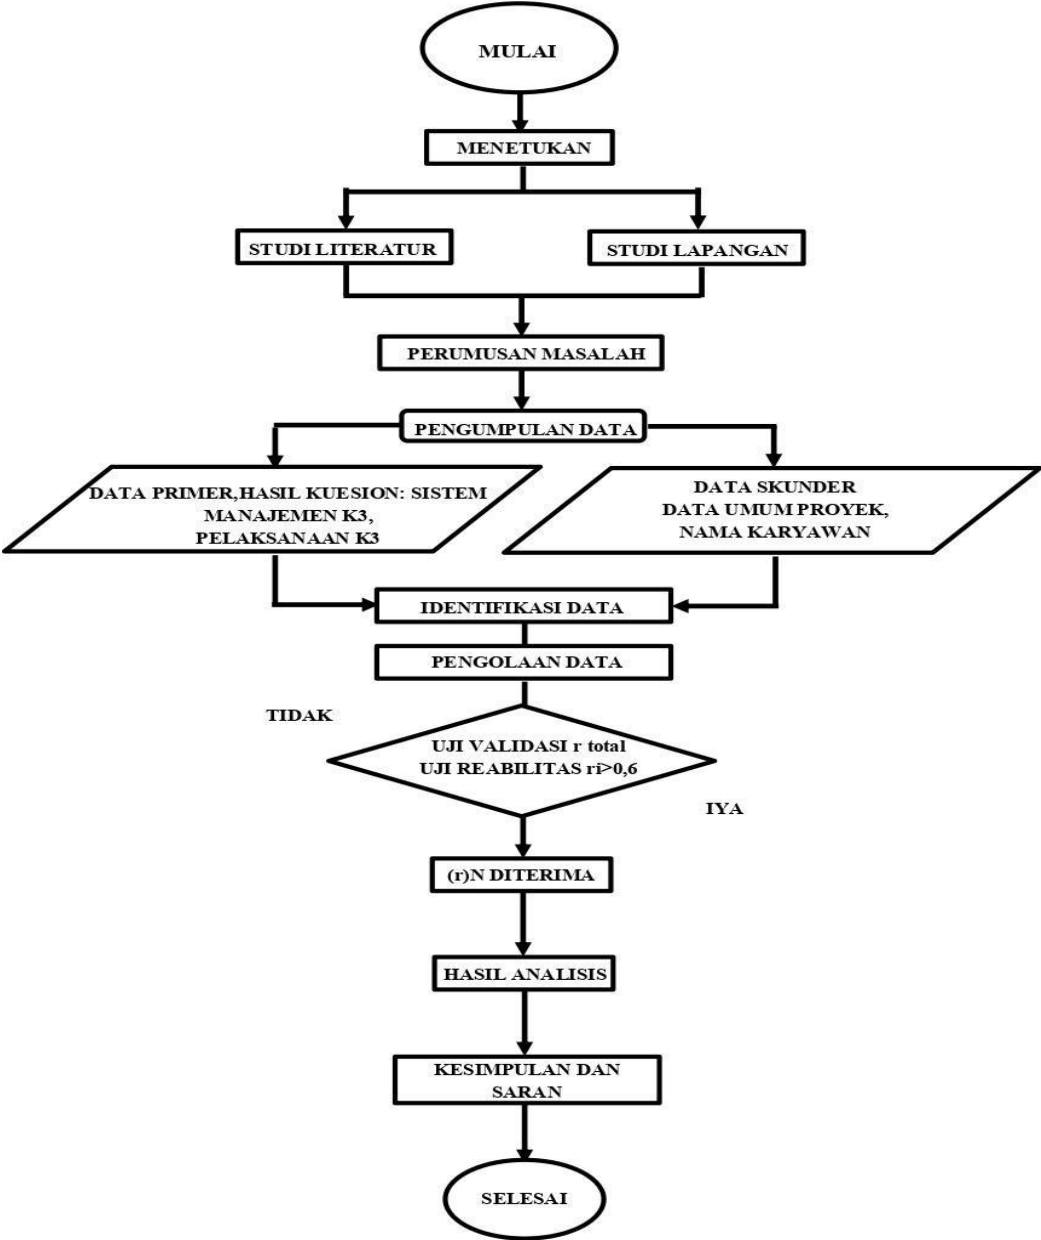 MULAI
MENETUKAN
STUDI LITERATUR
STUDI LAPANGAN
PERUMUSAN MASALAH
PENGUMPULAN DATA
DATA PRIMER,HASIL KUESION: SISTEM
MANAJEMEN K3,
PELAKSANAAN K3
DATA SKUNDER
DATA UMUM PROYEK,
NAMA KARYAWAN
IDENTIFIKASI DATA
PENGOLAAN DATA
TIDAK
UJI VALIDASI r total
UJI REABILITAS ri>0,6
IYA
(r)N DITERIMA
HASIL ANALISIS
KESIMPULAN DAN
SARAN
SELESAI